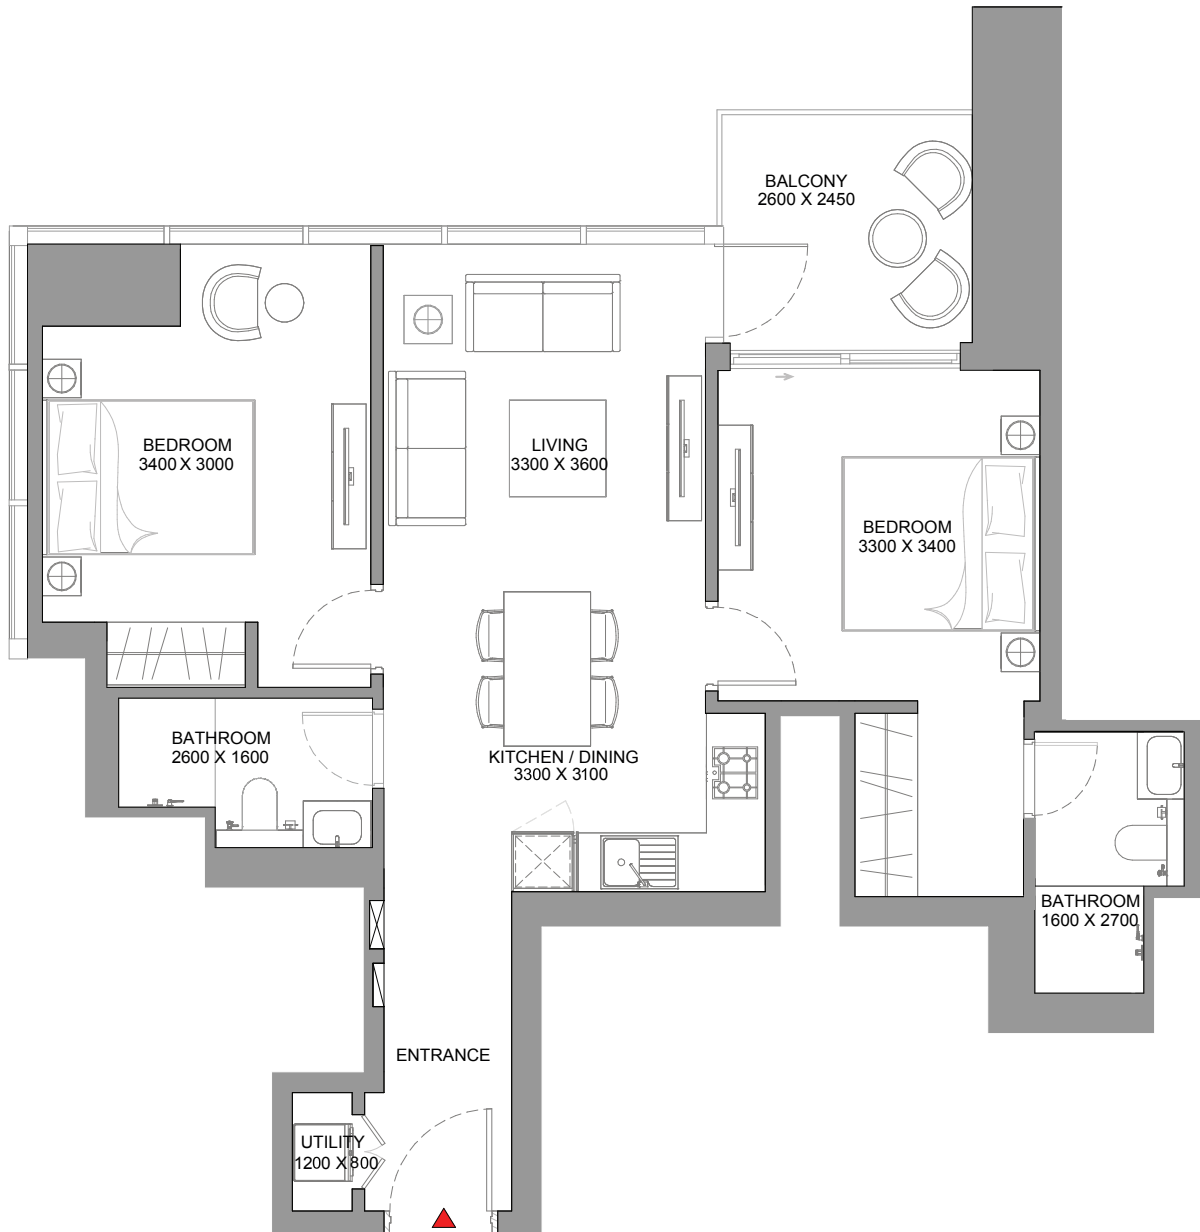 BALCONY
2600 X 2450
BEDROOM
3400 X 3000
LIVING
3300 X 3600
BEDROOM
3300 X 3400
BATHROOM
2600 X 1600
KITCHEN / DINING
3300 X 3100
BATHROOM
1600 X 2700
ENTRANCE
UTILITY
1200 X 800